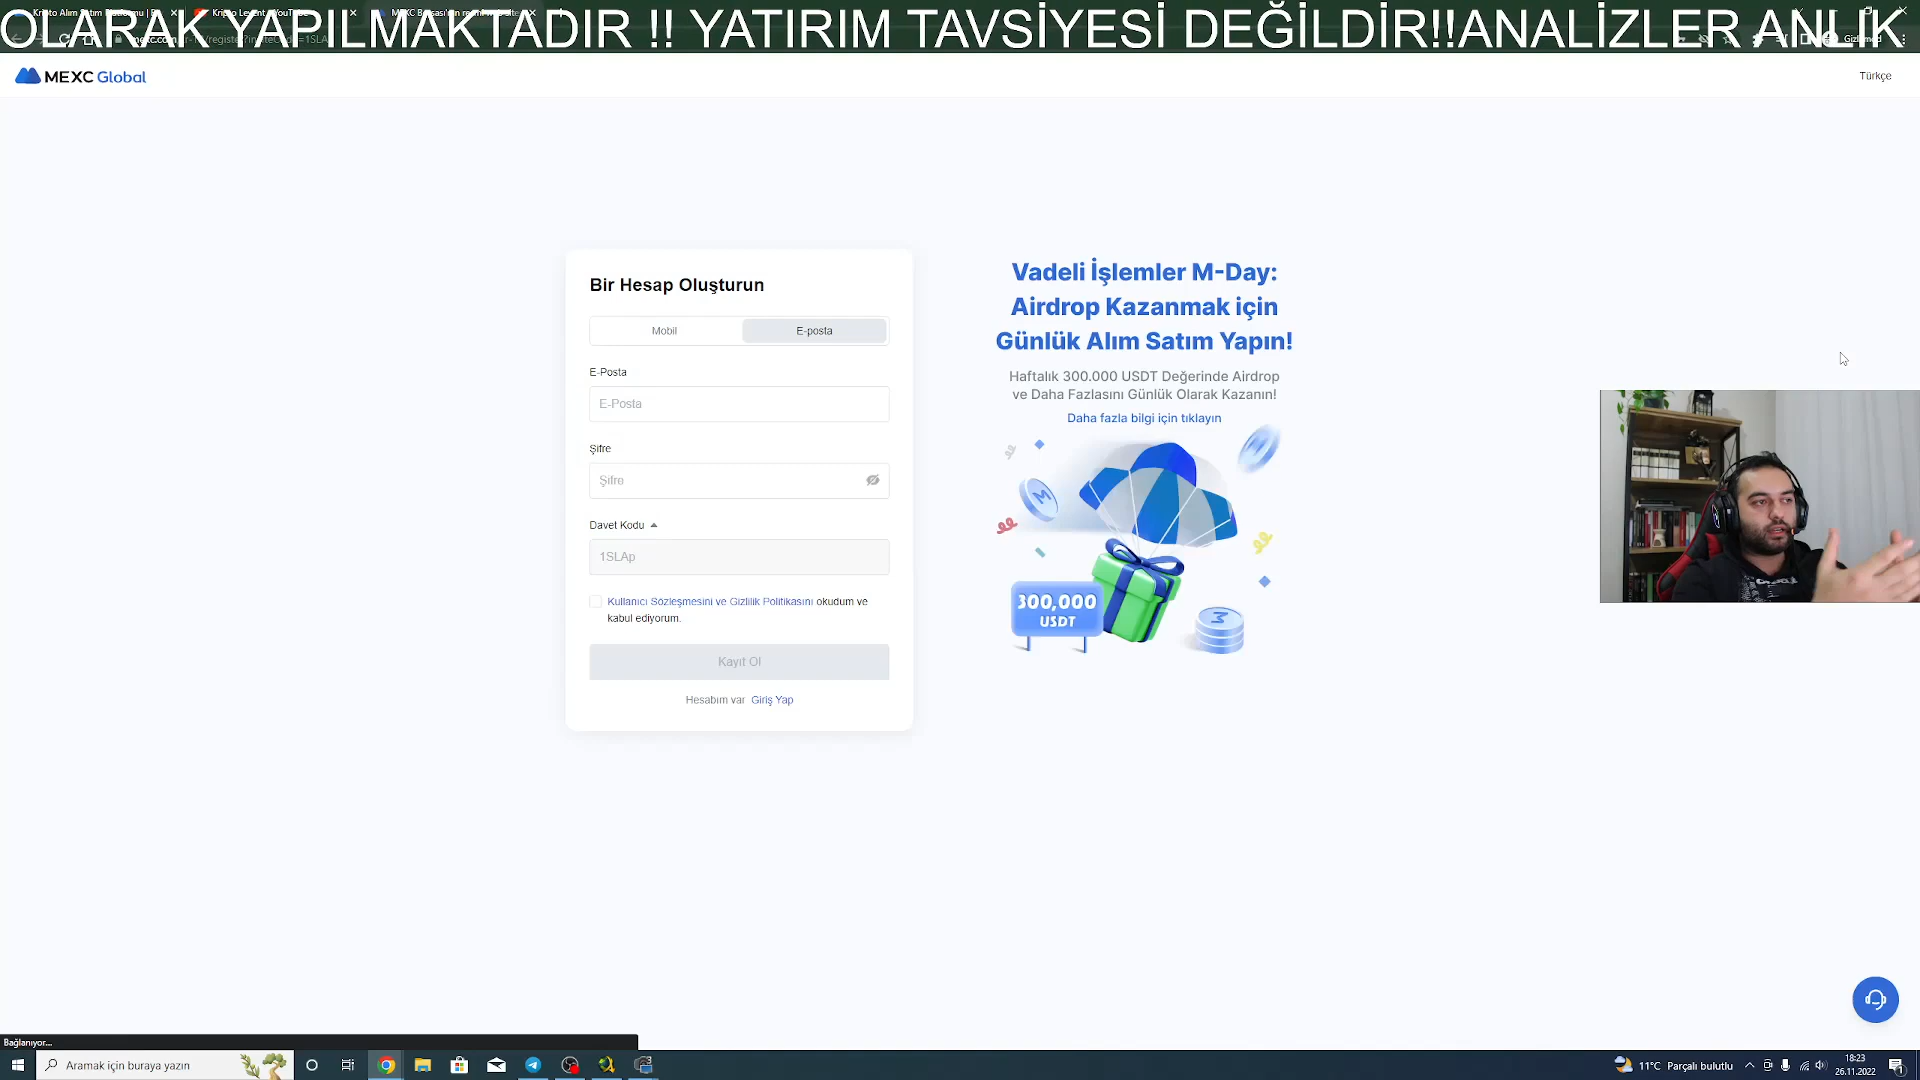 OLARAK YAPILMAKTADIR !! YATIRIM TAVSİYESİ DEĞİLDİR!!ANALİZLER ANLIK
MEXC Global
Türkçe
Bir Hesap Oluşturun
Mobil
E-posta
E-Posta
E-Posta
Şifre
Şifre
Davet Kodu
1SLAp
Kullanıcı Sözleşmesini ve Gizlilik Politikasını okudum ve
kabul ediyorum.
Kayıt Ol
Hesabım var Giriş Yap
Vadeli İşlemler M-Day:
Airdrop Kazanmak için
Günlük Alım Satım Yapın!
Haftalık 300.000 USDT Değerinde Airdrop
ve Daha Fazlasını Günlük Olarak Kazanın!
Daha fazla bilgi için tıklayın
300,000
USDT
Bağlanıyor...
Aramak için buraya yazın
11°C Parçalı bulutlu
18:23
26.11.2022